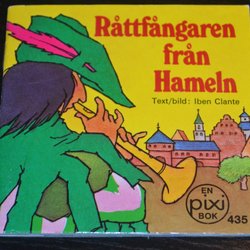 Råttfångaren
från
Hameln
Text/bild: Iben Clante
EN
pixi
BOK
435